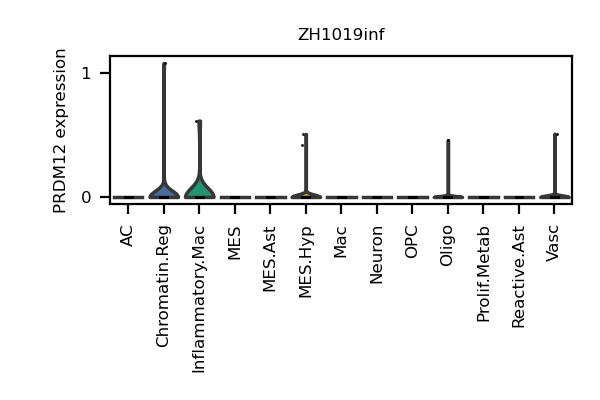 ZH1019inf
PRDM12 expression
1
0
AC
Chromatin.Reg
Inflammatory.Mac
MES
MES.Ast
MES.Hyp
Mac
Neuron
OPC
Oligo
Prolif.Metab
Reactive.Ast
Vasc